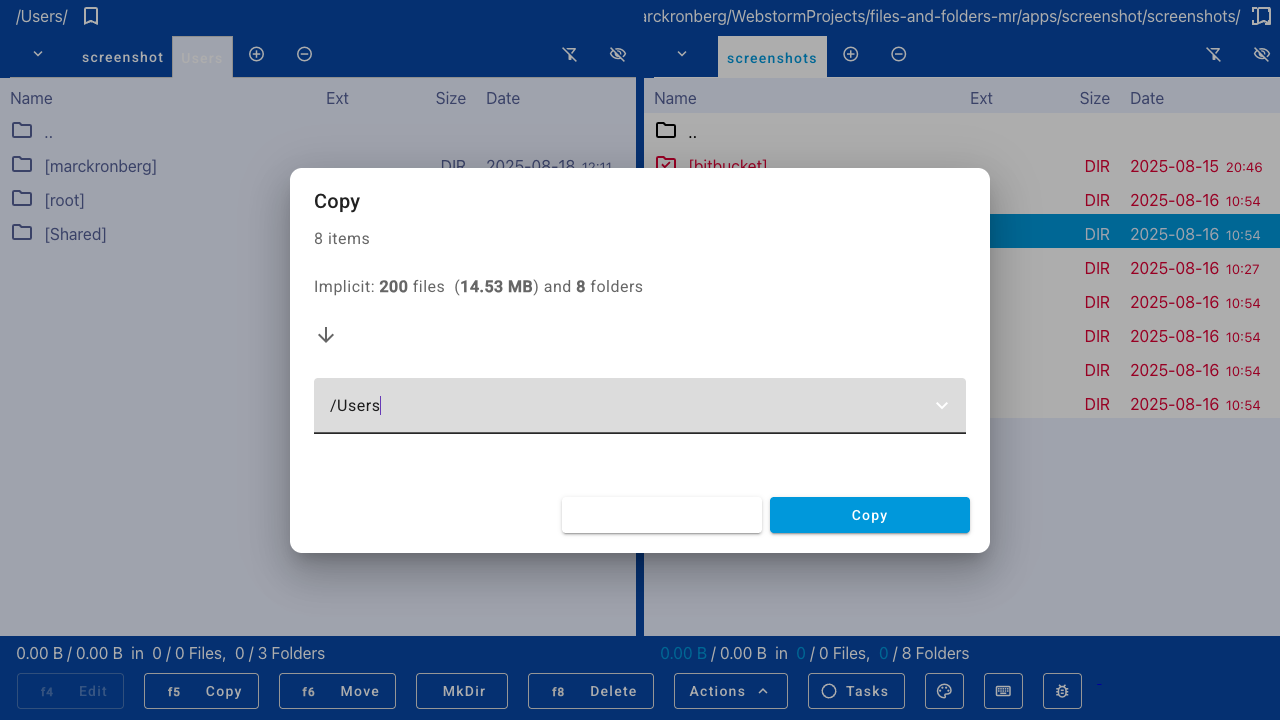 /Users/
rckronberg/WebstormProjects/files-and-folders-mr/apps/screenshot/screenshots/
screenshot Users
screenshots
Name Ext Size Date
Name Ext Size Date
..
..
[marckronberg] DIR 2025-08-18 12:11
[bitbucket] DIR 2025-08-15 20:46
[root]
DIR 2025-08-16 10:54
[Shared]
DIR 2025-08-16 10:54
DIR 2025-08-16 10:27
DIR 2025-08-16 10:54
DIR 2025-08-16 10:54
DIR 2025-08-16 10:54
DIR 2025-08-16 10:54
Copy
8 items
Implicit: 200 files (14.53 MB) and 8 folders
/Users
Copy
0.00 B / 0.00 B in 0 / 0 Files, 0 / 3 Folders
0.00 B / 0.00 B in 0 / 0 Files, 0 / 8 Folders
f4 Edit f5 Copy f6 Move MkDir f8 Delete Actions Tasks